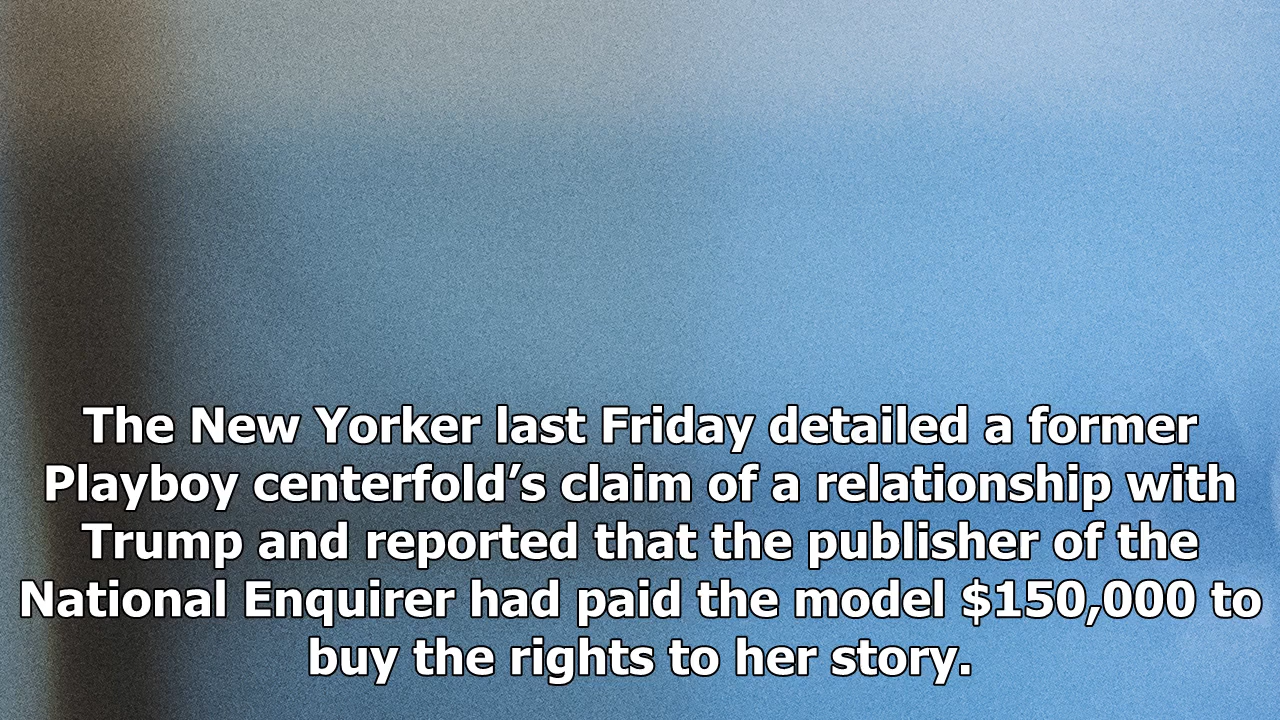 The New Yorker last Friday detailed a former
Playboy centerfold’s claim of a relationship with
Trump and reported that the publisher of the
National Enquirer had paid the model $150,000 to
buy the rights to her story.